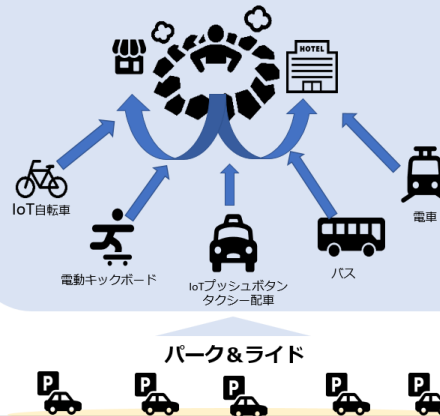 HOTEL
IoT自転車
電車
電動キックボード
IoTプッシュボタン
タクシー配車
バス
パーク＆ライド
P
P
P
P
P